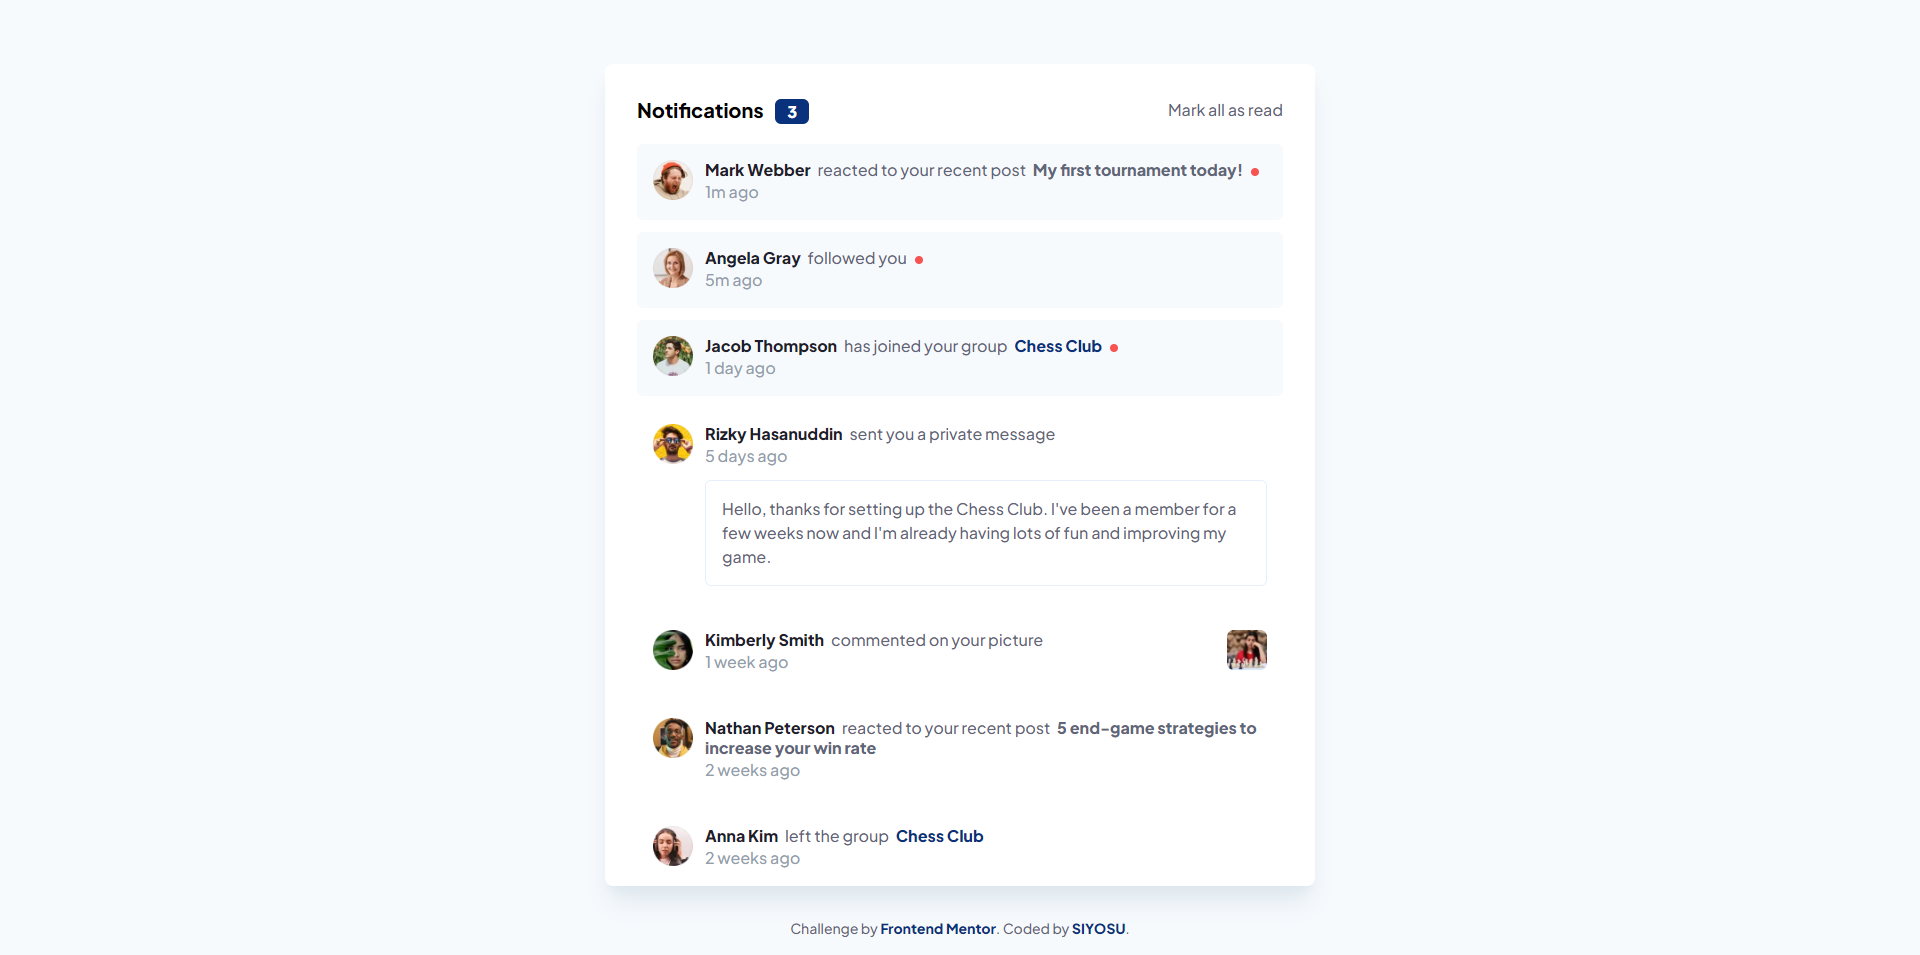 Notifications 3 Mark all as read
Mark Webber reacted to your recent post My first tournament today!
1m ago
Angela Gray followed you
5m ago
Jacob Thompson has joined your group Chess Club
1 day ago
Rizky Hasanuddin sent you a private message
5 days ago
Hello, thanks for setting up the Chess Club. I've been a member for a
few weeks now and I'm already having lots of fun and improving my
game.
Kimberly Smith commented on your picture
1 week ago
Nathan Peterson reacted to your recent post 5 end-game strategies to
increase your win rate
2 weeks ago
Anna Kim left the group Chess Club
2 weeks ago
Challenge by Frontend Mentor. Coded by SIYOSU.